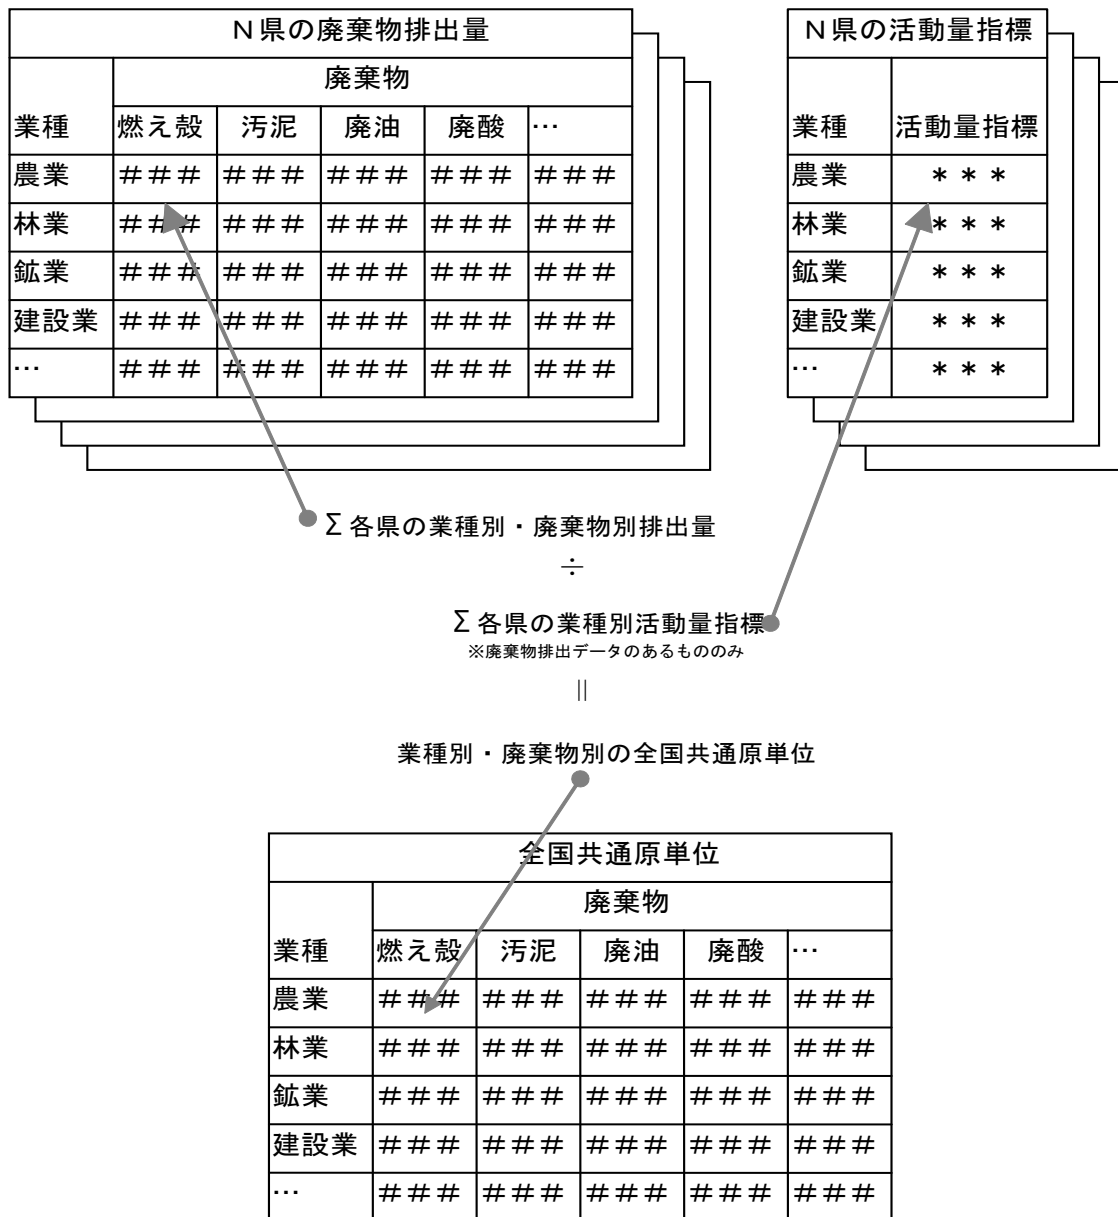 N県の廃棄物排出量
廃棄物
業種 燃え殻 汚泥 廃油 廃酸 …
農業 ### ### ### ### ###
林業 ### ### ### ### ###
鉱業 ### ### ### ### ###
建設業 ### ### ### ### ###
… ### ### ### ### ###
N県の活動量指標
業種 活動量指標
農業 ***
林業 ***
鉱業 ***
建設業 ***
… ***
Σ各県の業種別・廃棄物別排出量
÷
Σ各県の業種別活動量指標
※廃棄物排出データのあるもののみ
||
業種別・廃棄物別の全国共通原単位
全国共通原単位
廃棄物
業種 燃え殻 汚泥 廃油 廃酸 …
農業 ### ### ### ### ###
林業 ### ### ### ### ###
鉱業 ### ### ### ### ###
建設業 ### ### ### ### ###
… ### ### ### ### ###